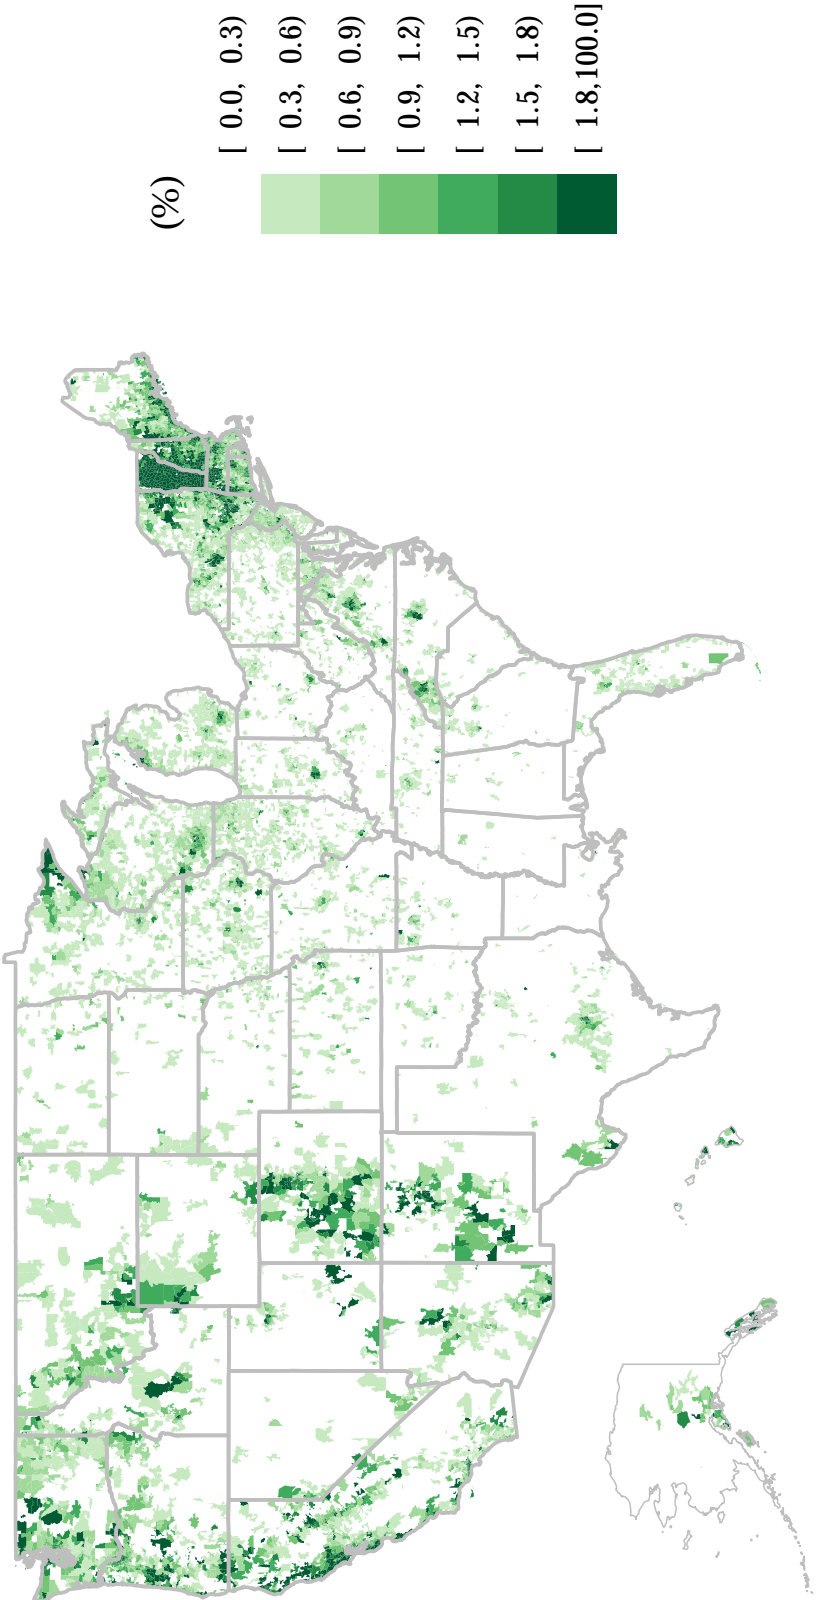 (%)
[ 0.0, 0.3)
[ 0.3, 0.6)
[ 0.6, 0.9)
[ 0.9, 1.2)
[ 1.2, 1.5)
[ 1.5, 1.8)
[ 1.8,100.0]